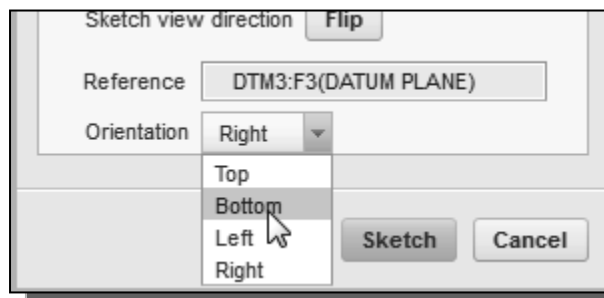 Sketch view direction Flip
Reference DTM3:F3(DATUM PLANE)
Orientation Right
Top
Bottom
Left
Right
Sketch Cancel